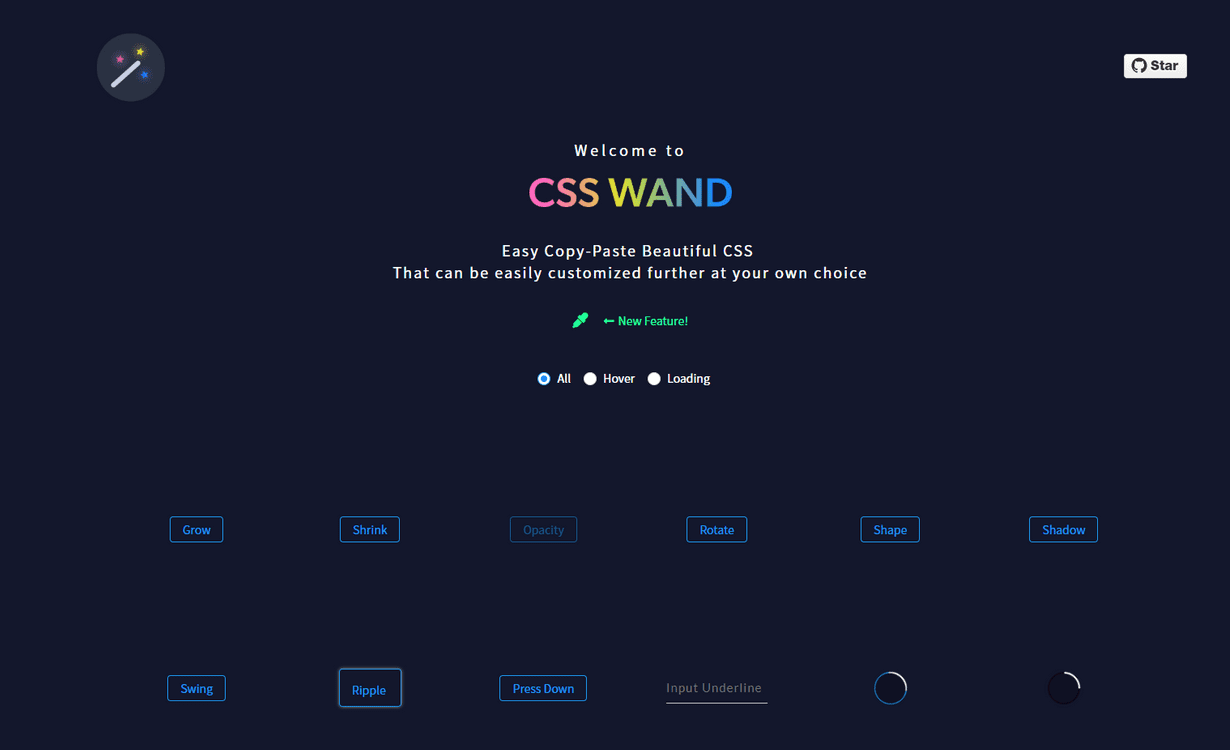 Star
Welcome to
CSS WAND
Easy Copy-Paste Beautiful CSS
That can be easily customized further at your own choice
← New Feature!
All Hover Loading
Grow Shrink Opacity Rotate Shape Shadow
Swing Ripple Press Down Input Underline